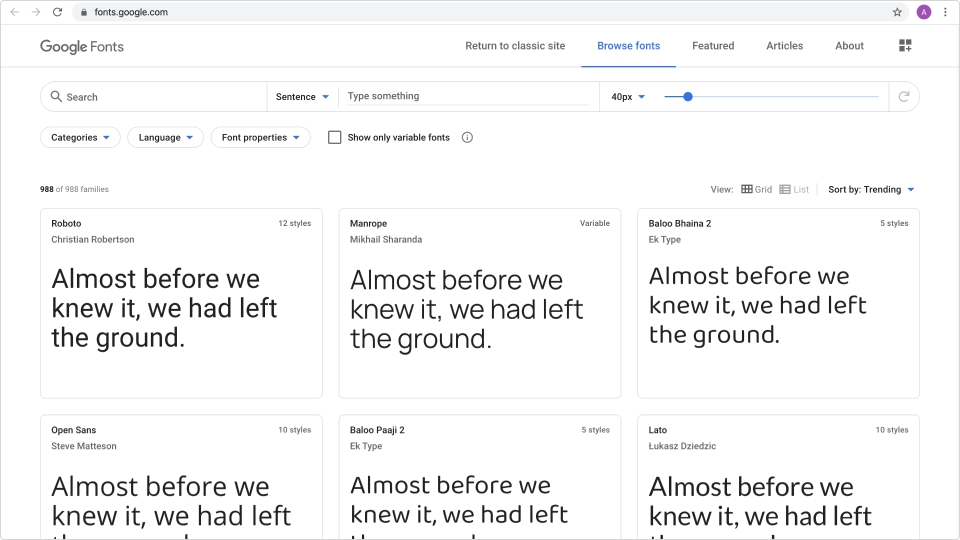 fonts.google.com
A
Google Fonts
Return to classic site
Browse fonts
Featured
Articles
About
Search
Sentence
Type something
40px
Categories
Language
Font properties
Show only variable fonts
988 of 988 families
View:
Grid
List
Sort by: Trending
Roboto
12 styles
Christian Robertson
Almost before we
knew it, we had left
the ground.
Manrope
Variable
Mikhail Sharanda
Almost before we
knew it, we had left
the ground.
Baloo Bhaina 2
5 styles
Ek Type
Almost before we
knew it, we had left
the ground.
Open Sans
10 styles
Steve Matteson
Almost before we
knew it, we had left
Baloo Paaji 2
5 styles
Ek Type
Almost before we
knew it, we had left
Lato
10 styles
Łukasz Dziedzic
Almost before we
knew it, we had left